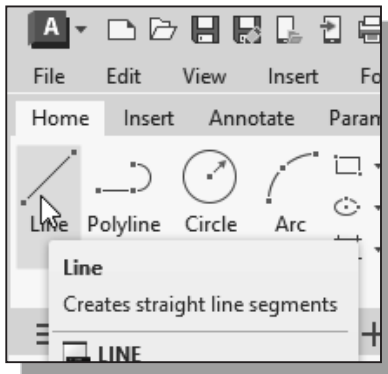 A
File Edit View Insert Fo
Home Insert Annotate Param
Line Polyline Circle Arc
Line
Creates straight line segments
LINE